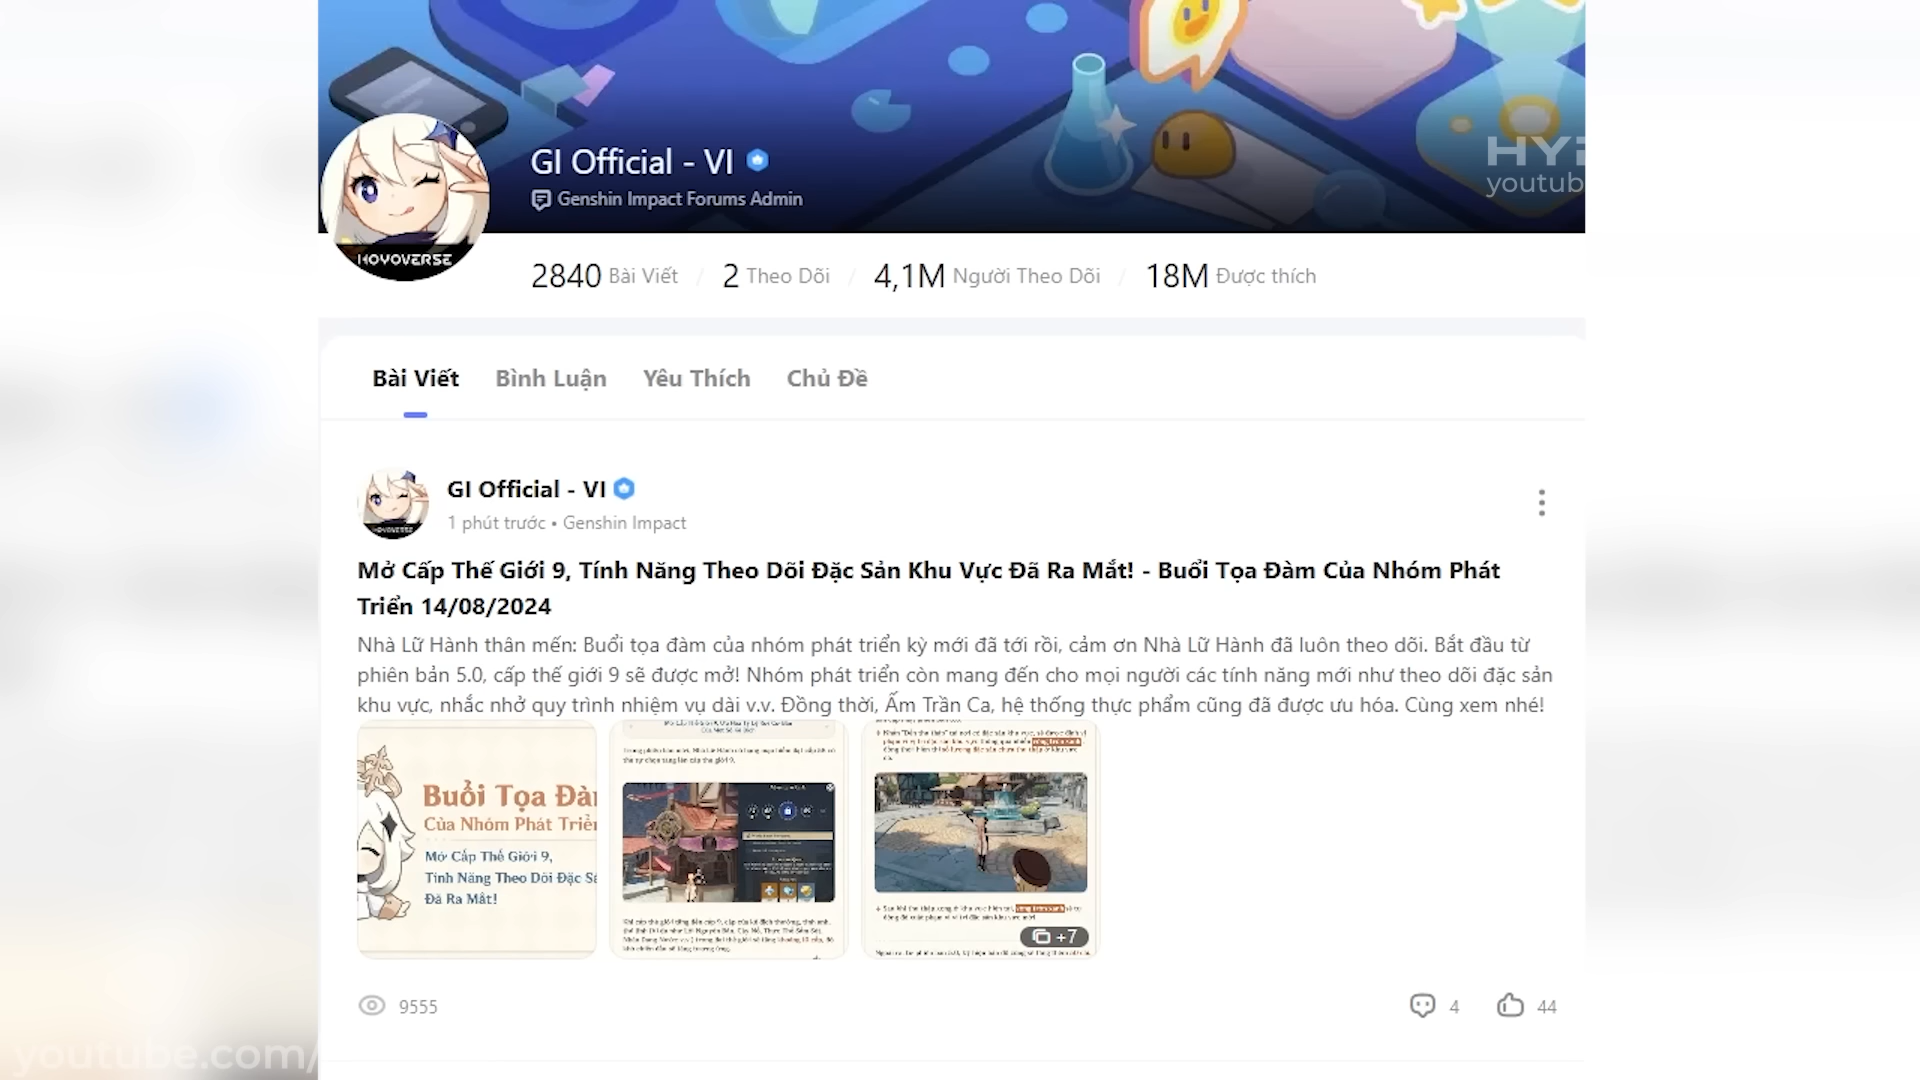 HYi
youtub
GI Official - VI
Genshin Impact Forums Admin
HOYOVERSE
2840 Bài Viết / 2 Theo Dõi / 4,1M Người Theo Dõi / 18M Được thích
Bài Viết Bình Luận Yêu Thích Chủ Đề
GI Official - VI
1 phút trước • Genshin Impact
HOYOVERSE
Mở Cấp Thế Giới 9, Tính Năng Theo Dõi Đặc Sản Khu Vực Đã Ra Mắt! - Buổi Tọa Đàm Của Nhóm Phát
Triển 14/08/2024
Nhà Lữ Hành thân mến: Buổi tọa đàm của nhóm phát triển kỳ mới đã tới rồi, cảm ơn Nhà Lữ Hành đã luôn theo dõi. Bắt đầu từ
phiên bản 5.0, cấp thế giới 9 sẽ được mở! Nhóm phát triển còn mang đến cho mọi người các tính năng mới như theo dõi đặc sản
khu vực, nhắc nhở quy trình nhiệm vụ dài v.v. Đồng thời, Ấm Trần Ca, hệ thống thực phẩm cũng đã được ưu hóa. Cùng xem nhé!
Buổi Tọa Đà
Của Nhóm Phát Triể
Mở Cấp Thế Giới 9,
Tính Năng Theo Dõi Đặc S
Đã Ra Mắt!
+7
9555
4
44
youtube.com/